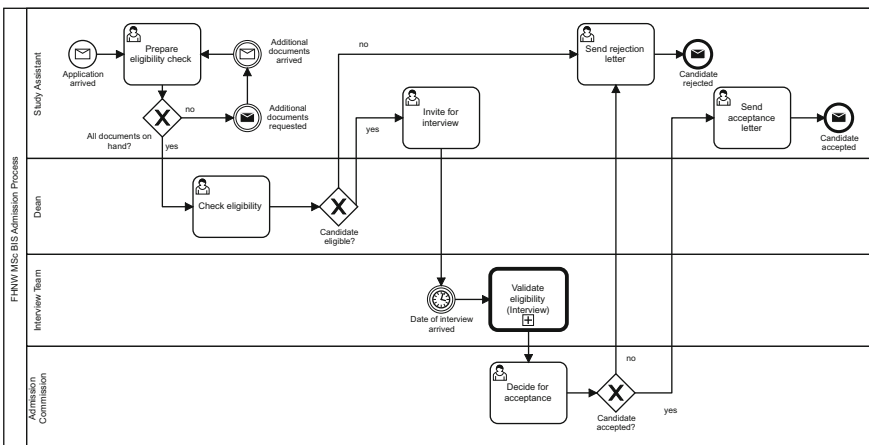 FHNW MSc BIS Admission Process
Study Assistant
Application
arrived
Prepare
eligibility check
Additional
documents
arrived
All documents on
hand?
no
yes
Additional
documents
requested
no
yes
Invite for
interview
Send rejection
letter
Candidate
rejected
Send
acceptance
letter
Candidate
accepted
Dean
Check eligibility
Candidate
eligible?
Interview Team
Date of interview
arrived
Validate
eligibility
(Interview)
Admission
Commission
Decide for
acceptance
Candidate
accepted?
no
yes